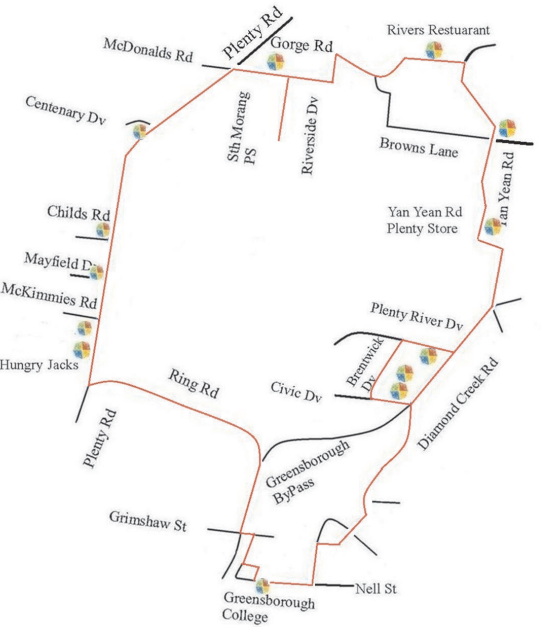 Plenty Rd
Rivers Restuarant
McDonalds Rd
Gorge Rd
Centenary Dv
Sth Morang
PS
Riverside Dv
Browns Lane
Yan Yean Rd
Childs Rd
Yan Yean Rd
Plenty Store
Mayfield D
McKimmies Rd
Plenty River Dv
Hungry Jacks
Brentwick
Dv
Ring Rd
Civic Dv
Diamond Creek Rd
Plenty Rd
Greensborough
ByPass
Grimshaw St
Nell St
Greensborough
College